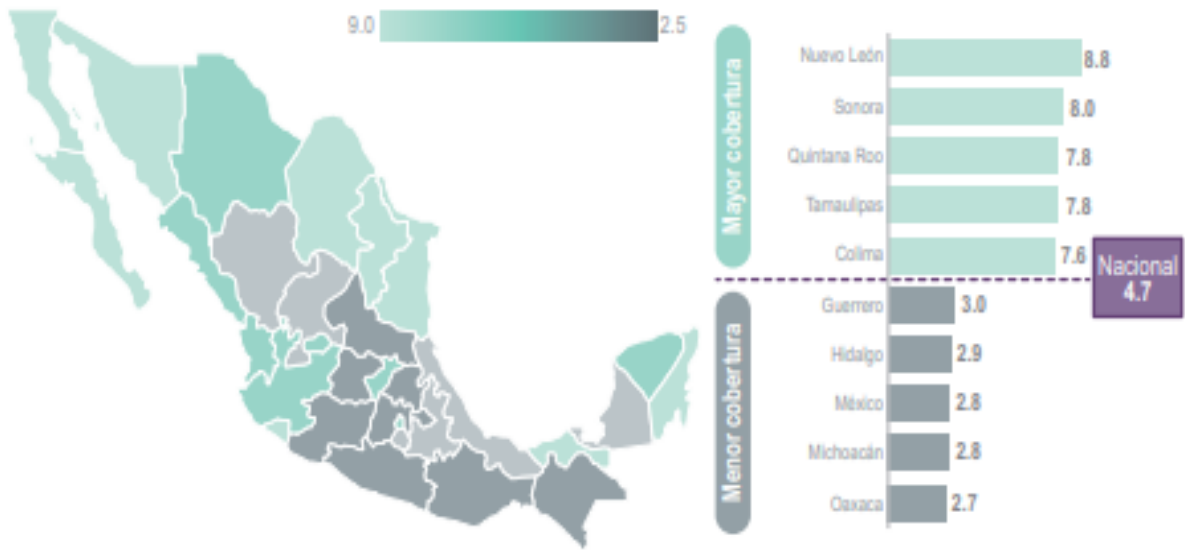 9.0 2.5
Mayor cobertura
Nuevo León 8.8
Sonora 8.0
Quintana Roo 7.8
Tamaulipas 7.8
Colima 7.6
Nacional
4.7
Menor cobertura
Guerrero 3.0
Hidalgo 2.9
México 2.8
Michoacán 2.8
Oaxaca 2.7